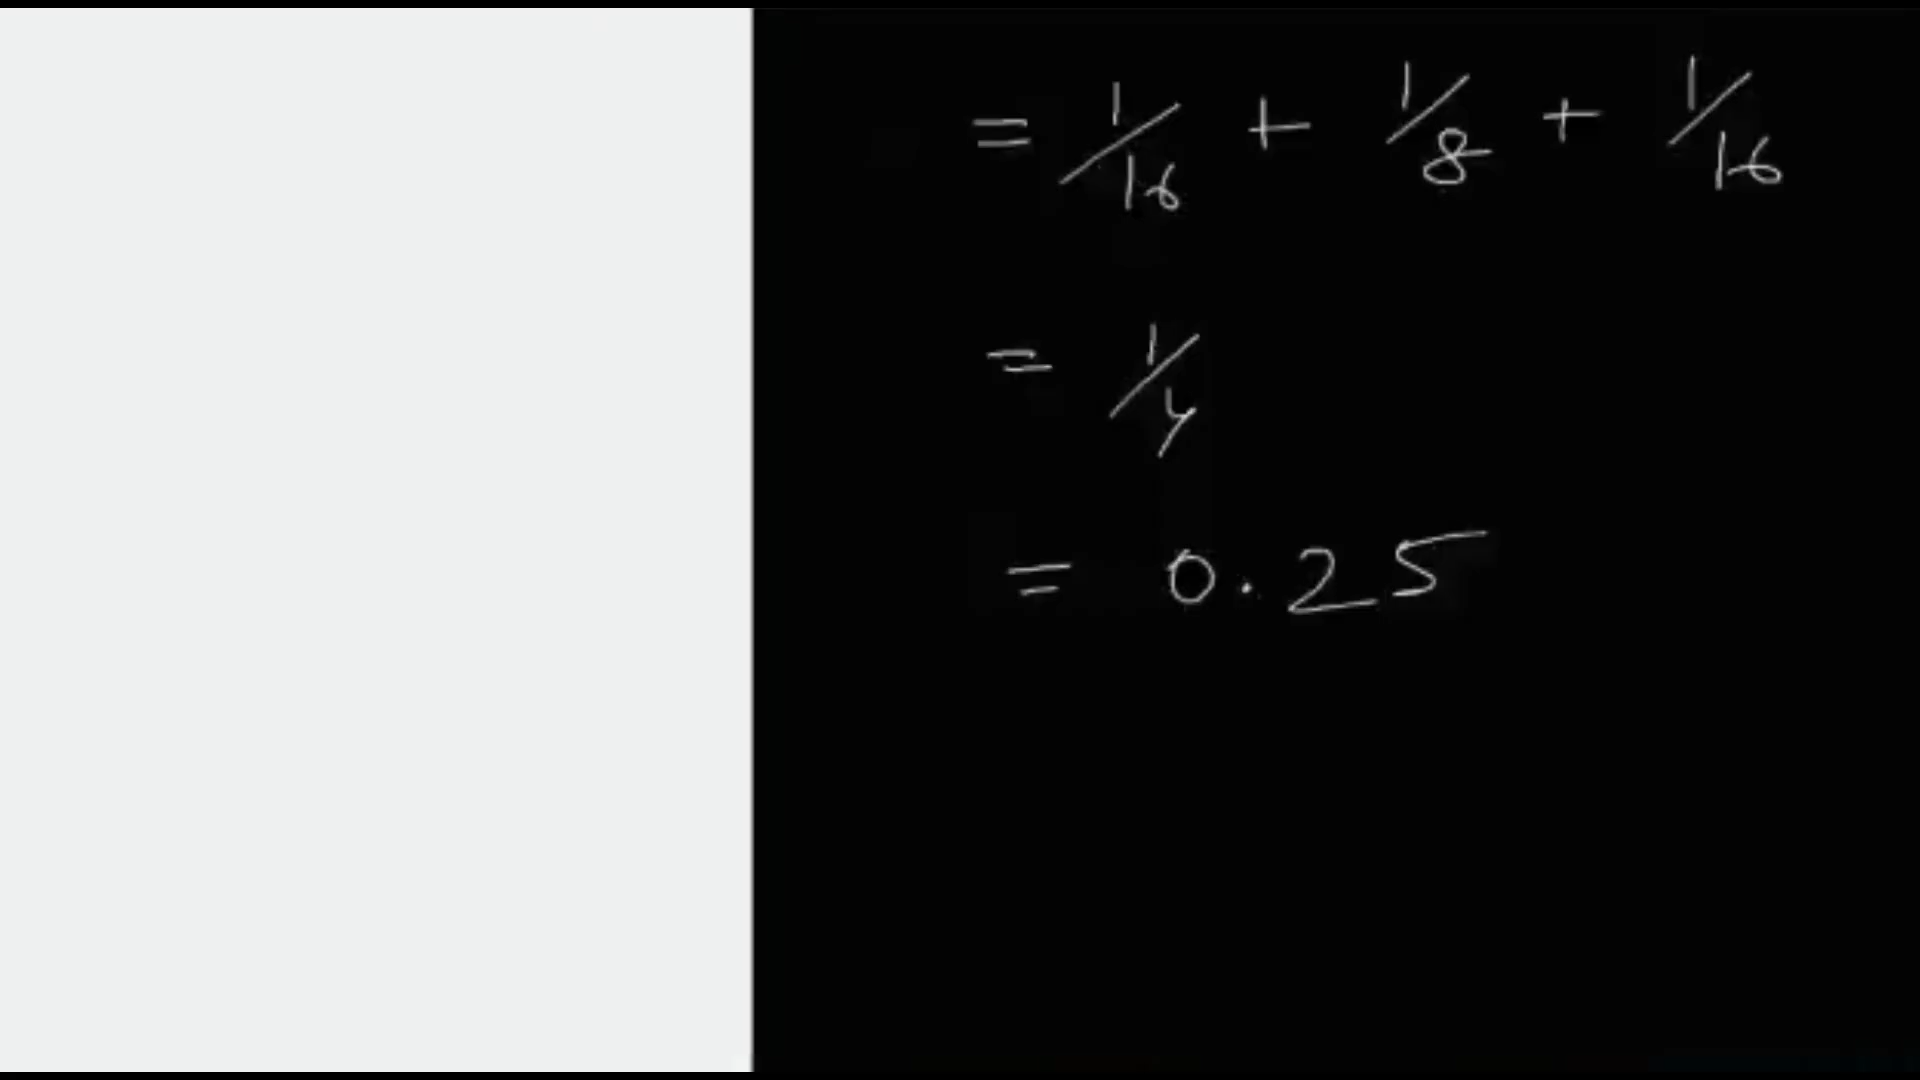 = 1/16 + 1/8 + 1/16
= 1/4
= 0.25